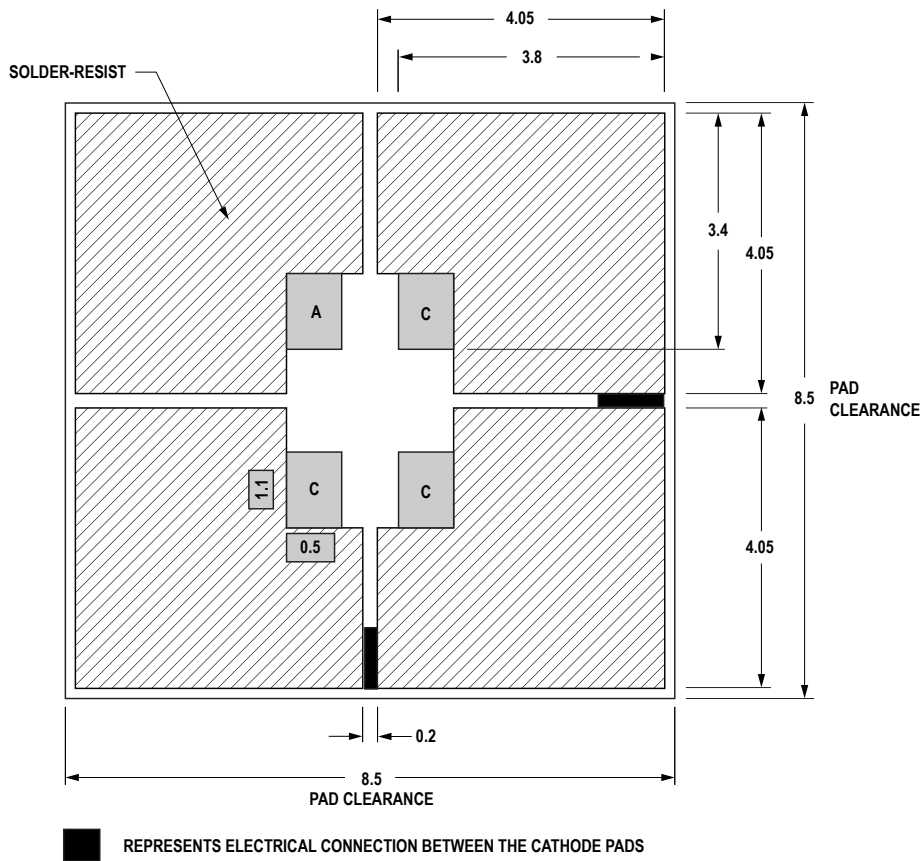 4.05
3.8
SOLDER-RESIST
3.4
4.05
A
C
8.5
PAD
CLEARANCE
1.1
C
C
0.5
4.05
0.2
8.5
PAD CLEARANCE
REPRESENTS ELECTRICAL CONNECTION BETWEEN THE CATHODE PADS